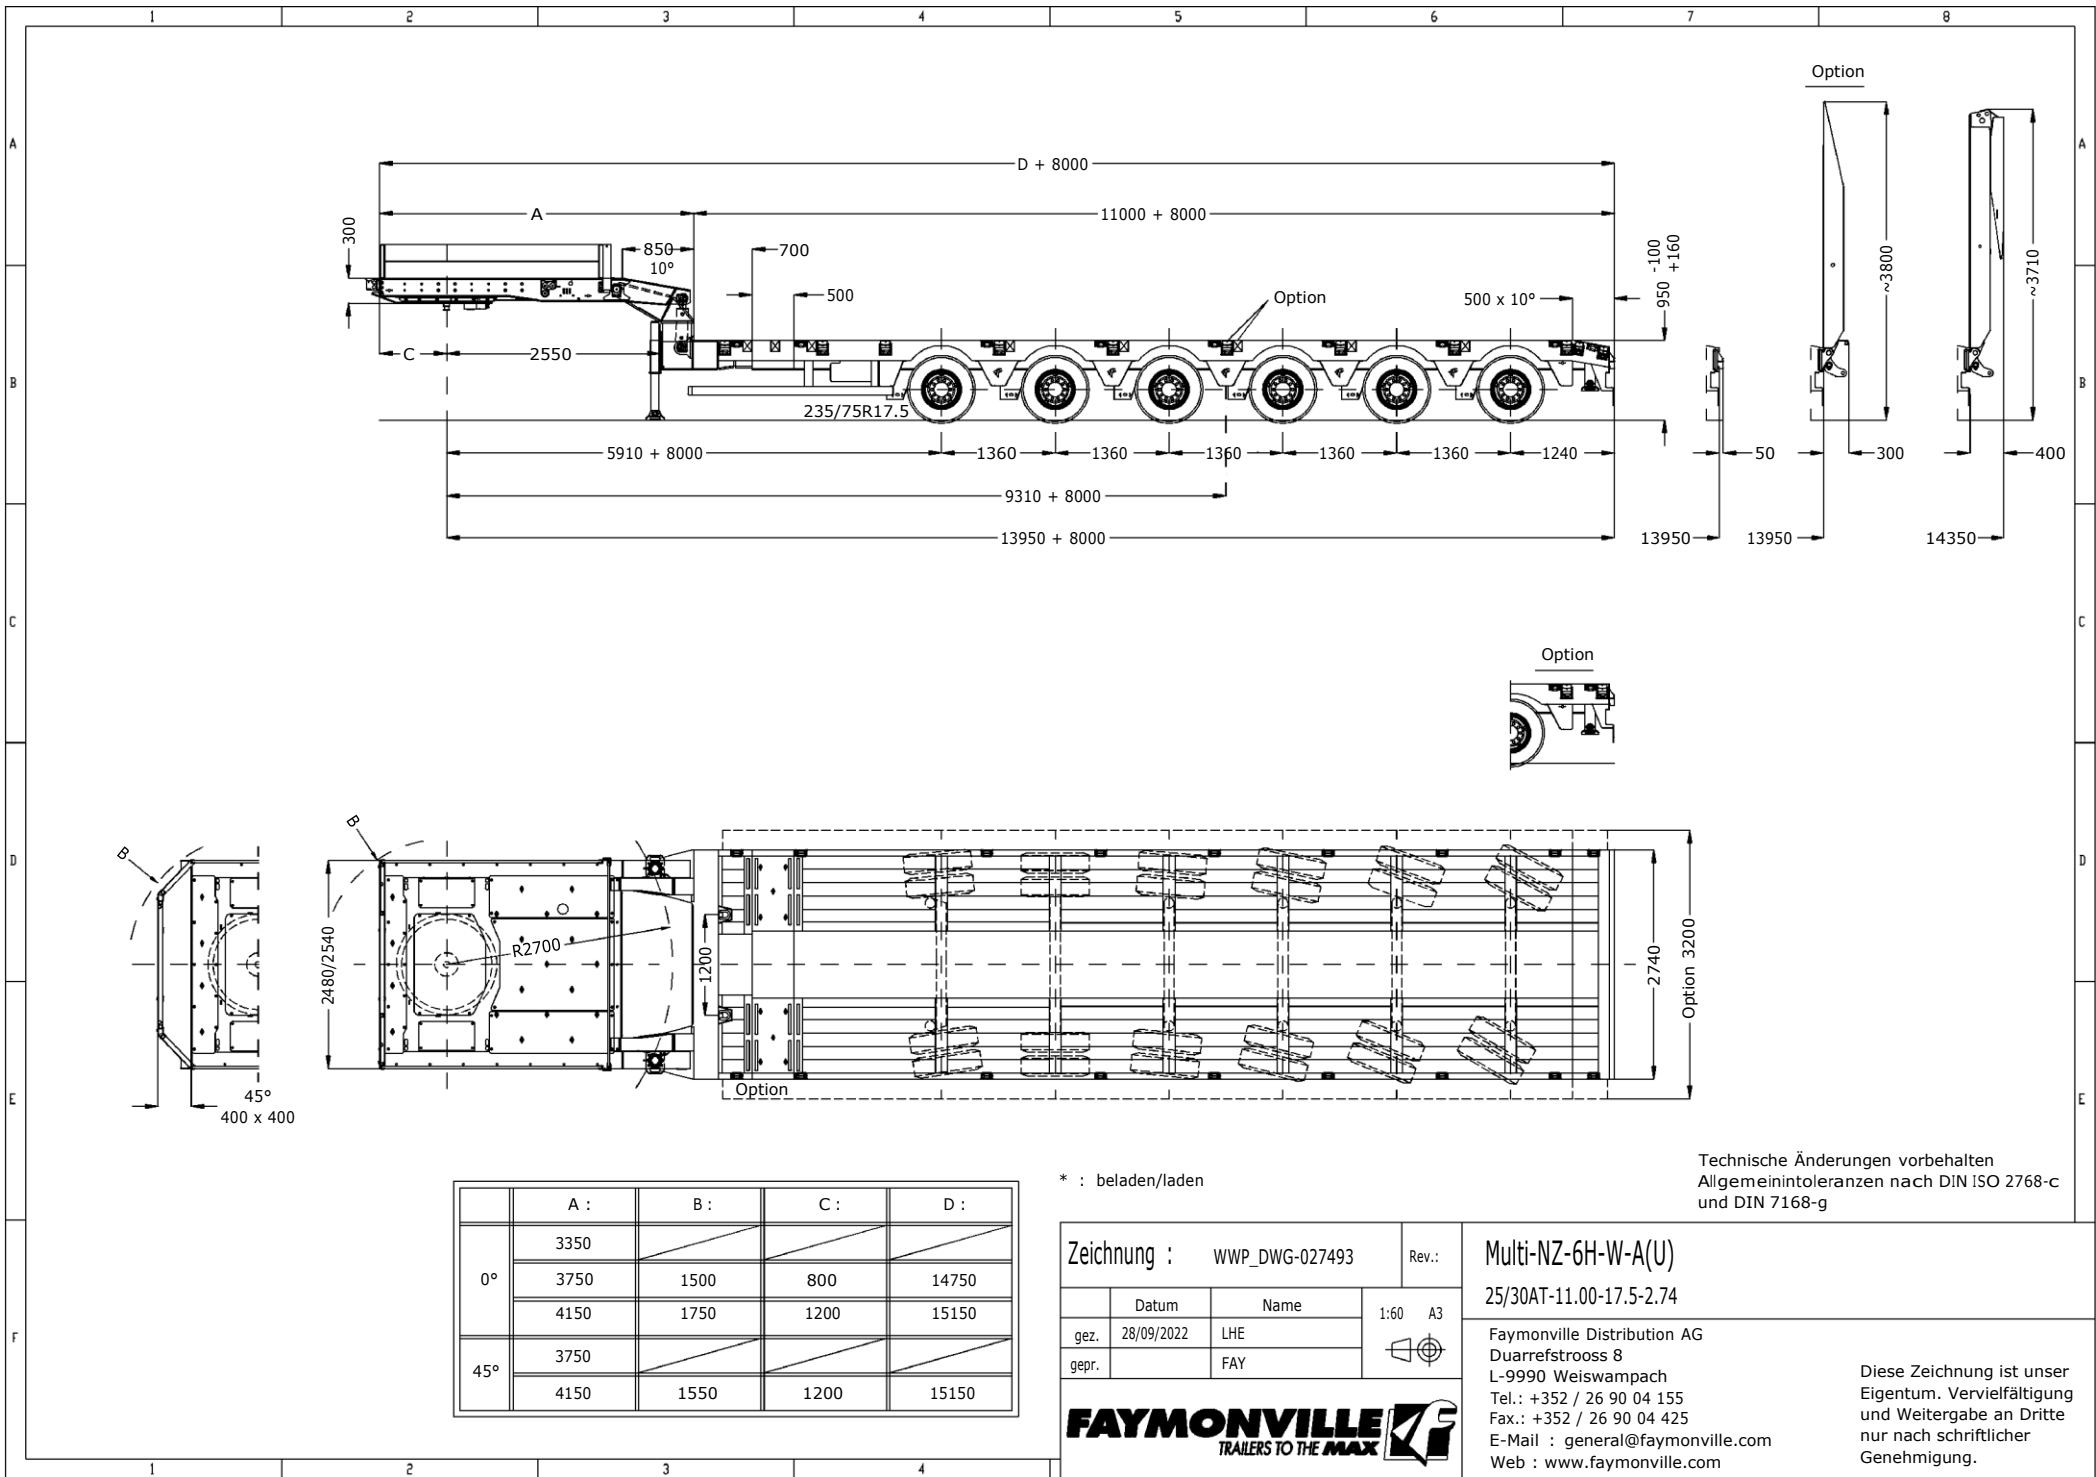 1 2 3 4 5 6 7 8
A A
B B
C C
D D
E E
F
1 2 3 4
Option
D + 8000
A
11000 + 8000
300
850
10°
700
500
Option
500 x 10°
950 -100 +160
~3800
~3710
C
2550
235/75R17.5
5910 + 8000
1360
1360
1360
1360
1360
1240
50
300
400
9310 + 8000
13950 + 8000
13950
13950
14350
Option
B
B
2480/2540
R2700
1200
2740
Option 3200
Option
45°
400 x 400
* : beladen/laden
Technische Änderungen vorbehalten
Allgemeinintoleranzen nach DIN ISO 2768-c
und DIN 7168-g
A : B : C : D :
0°
3350
3750 1500 800 14750
4150 1750 1200 15150
45°
3750
4150 1550 1200 15150
Zeichnung : WWP_DWG-027493 Rev.:
Datum Name
gez. 28/09/2022 LHE
gepr. FAY
1:60 A3
Multi-NZ-6H-W-A(U)
25/30AT-11.00-17.5-2.74
FAYMONVILLE
TRAILERS TO THE MAX
Faymonville Distribution AG
Duarrefstrooss 8
L-9990 Weiswampach
Tel.: +352 / 26 90 04 155
Fax.: +352 / 26 90 04 425
E-Mail : general@faymonville.com
Web : www.faymonville.com
Diese Zeichnung ist unser
Eigentum. Vervielfältigung
und Weitergabe an Dritte
nur nach schriftlicher
Genehmigung.